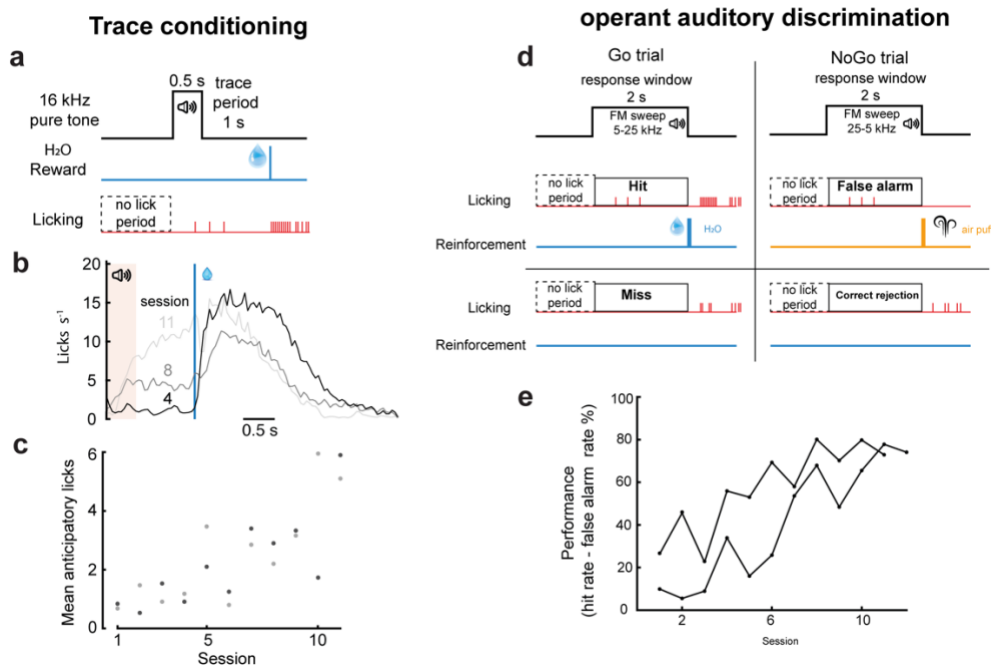 Trace conditioning
a
0.5 s
trace
period
1 s
16 kHz
pure tone
H₂O
Reward
no lick
period
Licking
b
20
15
10
5
0
Licks s⁻¹
session
11
8
4
0.5 s
c
6
4
2
0
Mean anticipatory licks
1
5
10
Session
operant auditory discrimination
d
Go trial
response window
2 s
FM sweep
5-25 kHz
no lick
period
Hit
Licking
H₂O
Reinforcement
no lick
period
Miss
Licking
Reinforcement
NoGo trial
response window
2 s
FM sweep
25-5 kHz
no lick
period
False alarm
air puf
no lick
period
Correct rejection
e
100
80
60
40
20
0
Performance
(hit rate - false alarm rate %)
2
6
10
Session